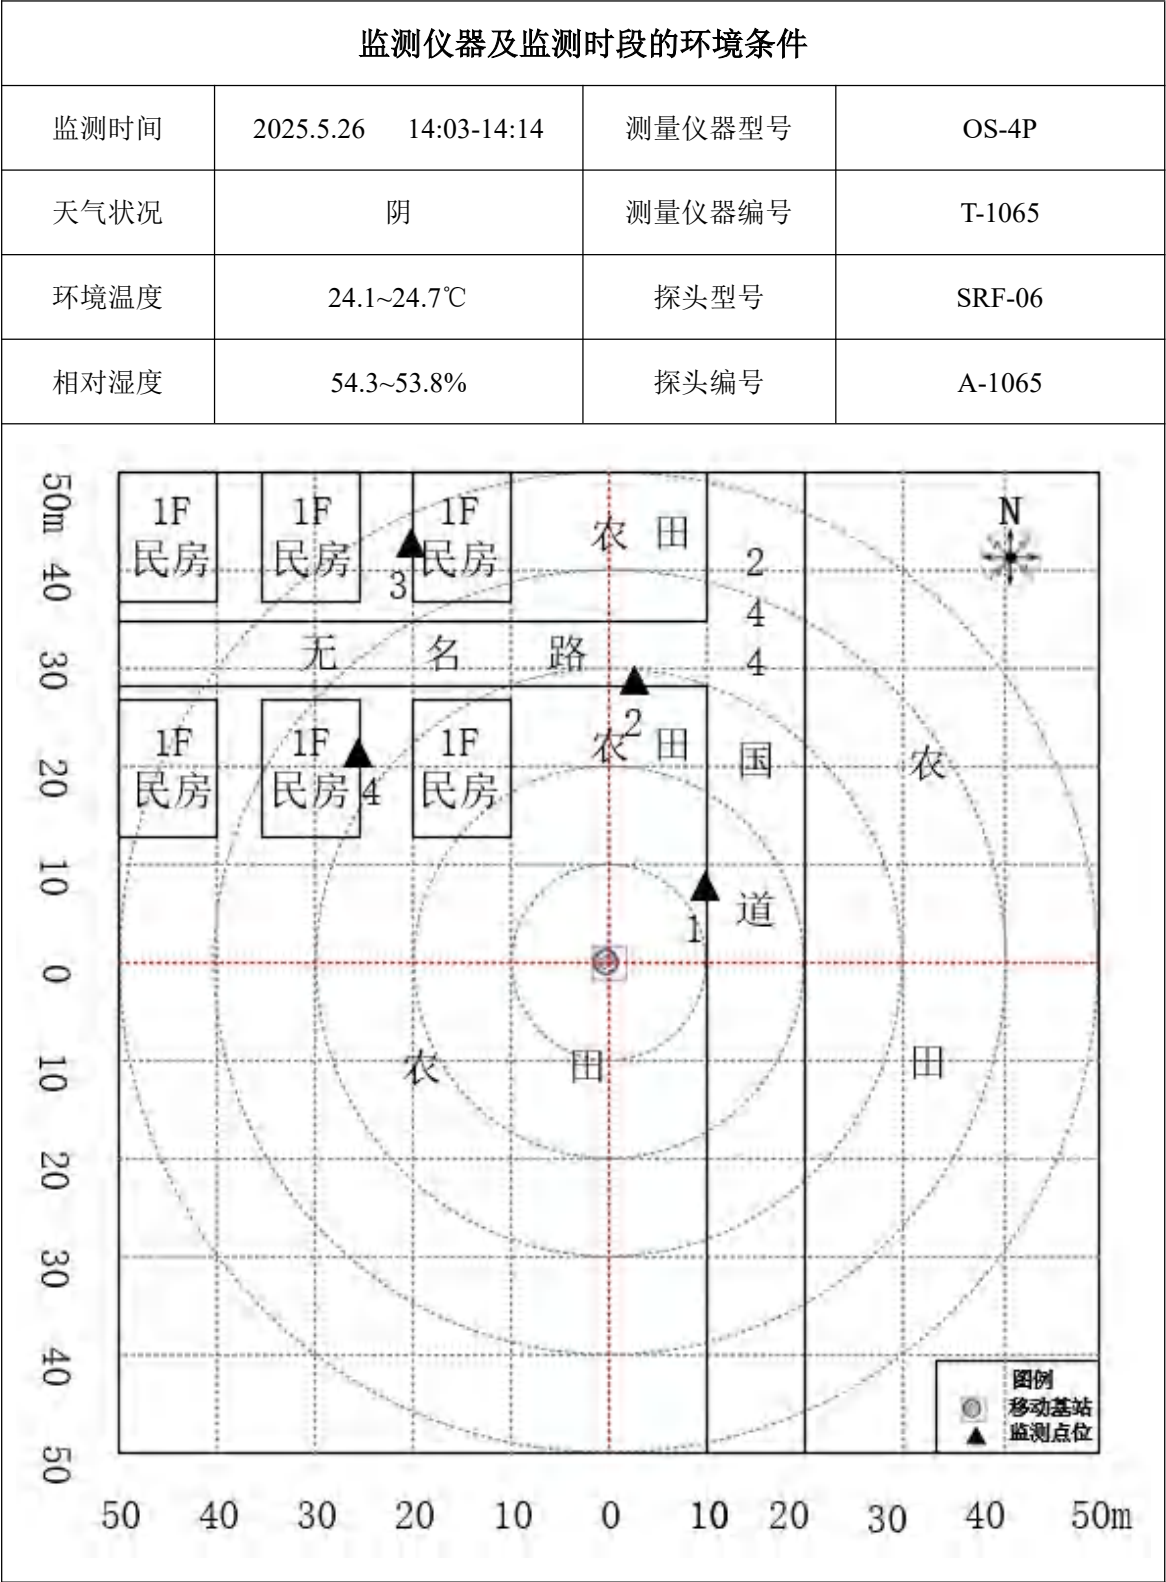 监测仪器及监测时段的环境条件
监测时间 2025.5.26 14:03-14:14 测量仪器型号 OS-4P
天气状况 阴 测量仪器编号 T-1065
环境温度 24.1~24.7℃ 探头型号 SRF-06
相对湿度 54.3~53.8% 探头编号 A-1065
50m
40
30
20
10
0
10
20
30
40
50
1F
民房
1F
民房
1F
民房
3
农 田
N
244国道
无 名 路
2
农 田
1F
民房
1F
民房
4
1F
民房
农
田
1
农 田
图例
移动基站
监测点位
50 40 30 20 10 0 10 20 30 40 50m